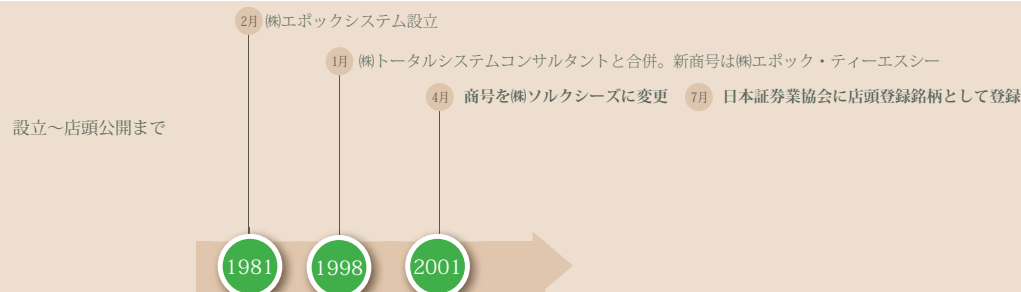 2月 ㈱エポックシステム設立
1月 ㈱トータルシステムコンサルタントと合併。新商号は㈱エポック・ティーエスシー
4月 商号を㈱ソルクシーズに変更 7月 日本証券業協会に店頭登録銘柄として登録
設立～店頭公開まで
1981 1998 2001